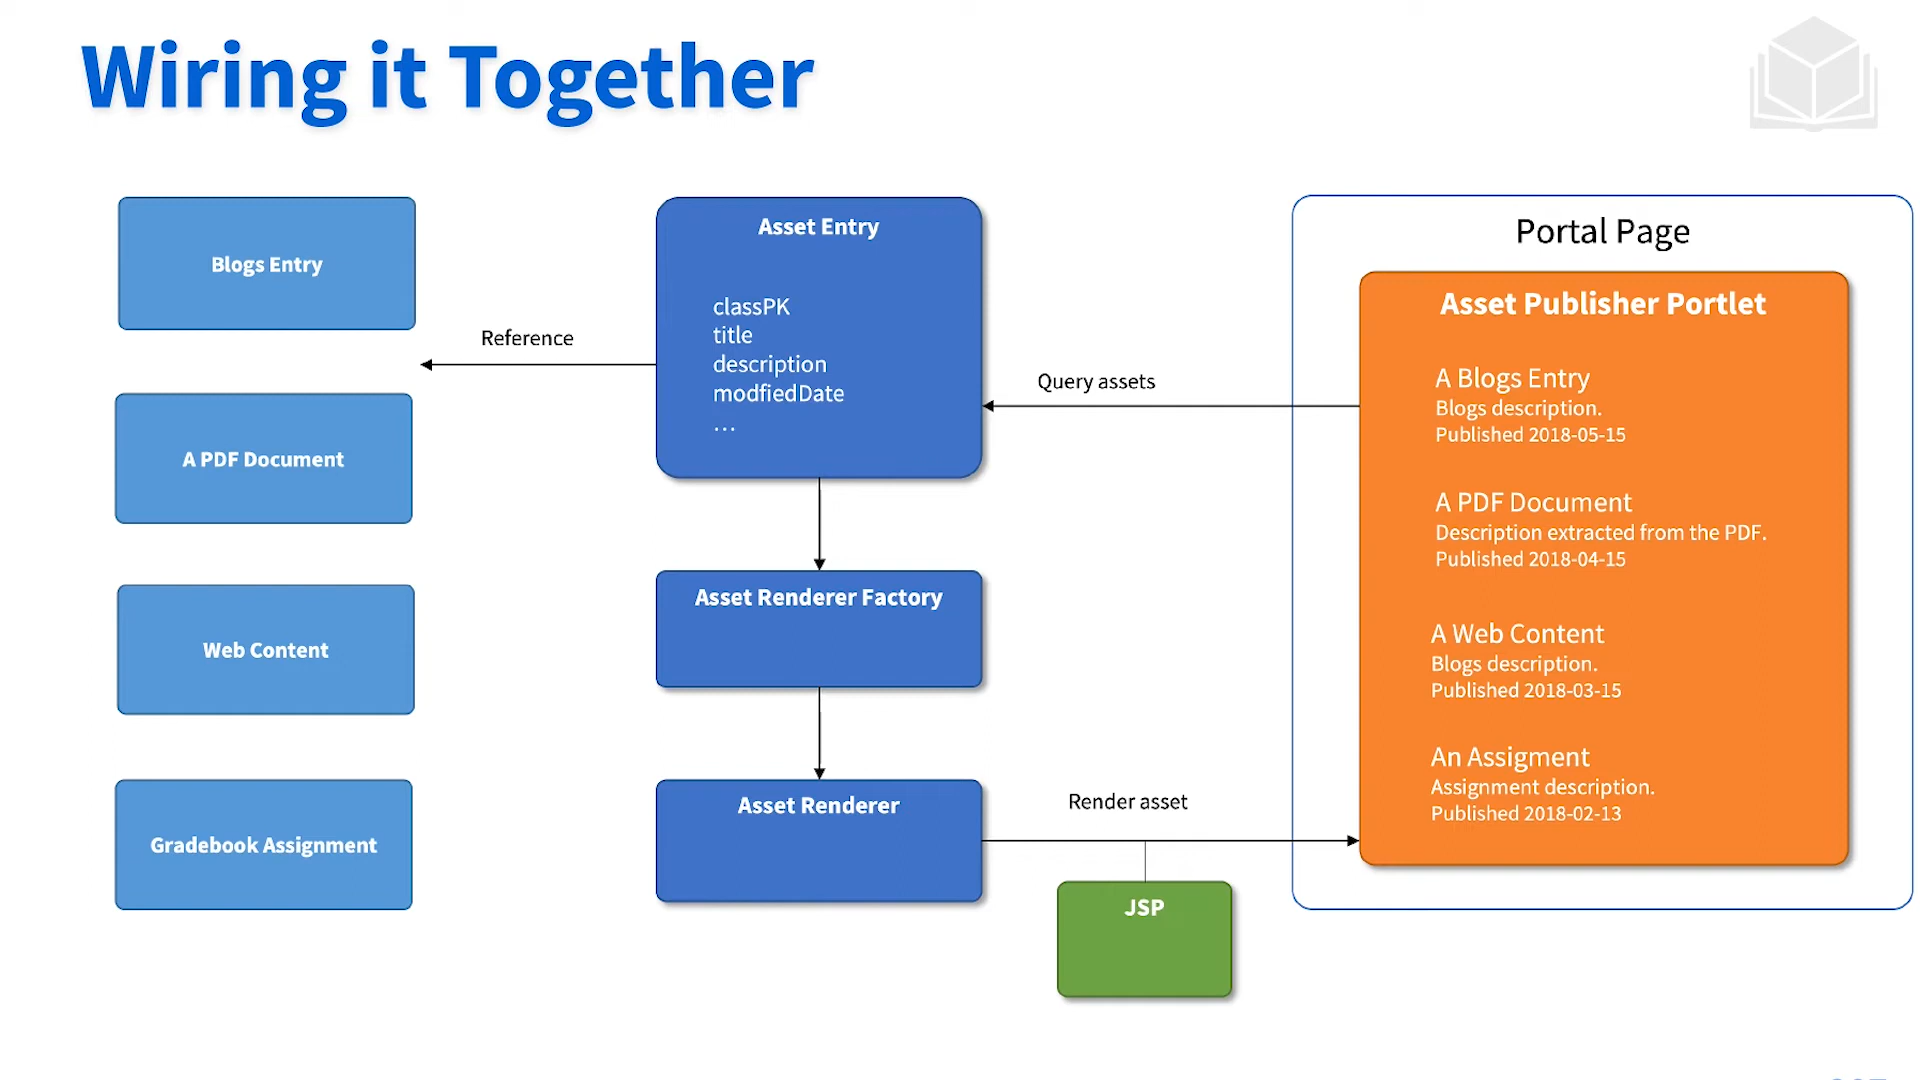 Wiring it Together
Blogs Entry
A PDF Document
Web Content
Gradebook Assignment
Reference
Asset Entry
classPK
title
description
modfiedDate
...
Asset Renderer Factory
Asset Renderer
Query assets
Render asset
JSP
Portal Page
Asset Publisher Portlet
A Blogs Entry
Blogs description.
Published 2018-05-15
A PDF Document
Description extracted from the PDF.
Published 2018-04-15
A Web Content
Blogs description.
Published 2018-03-15
An Assigment
Assignment description.
Published 2018-02-13